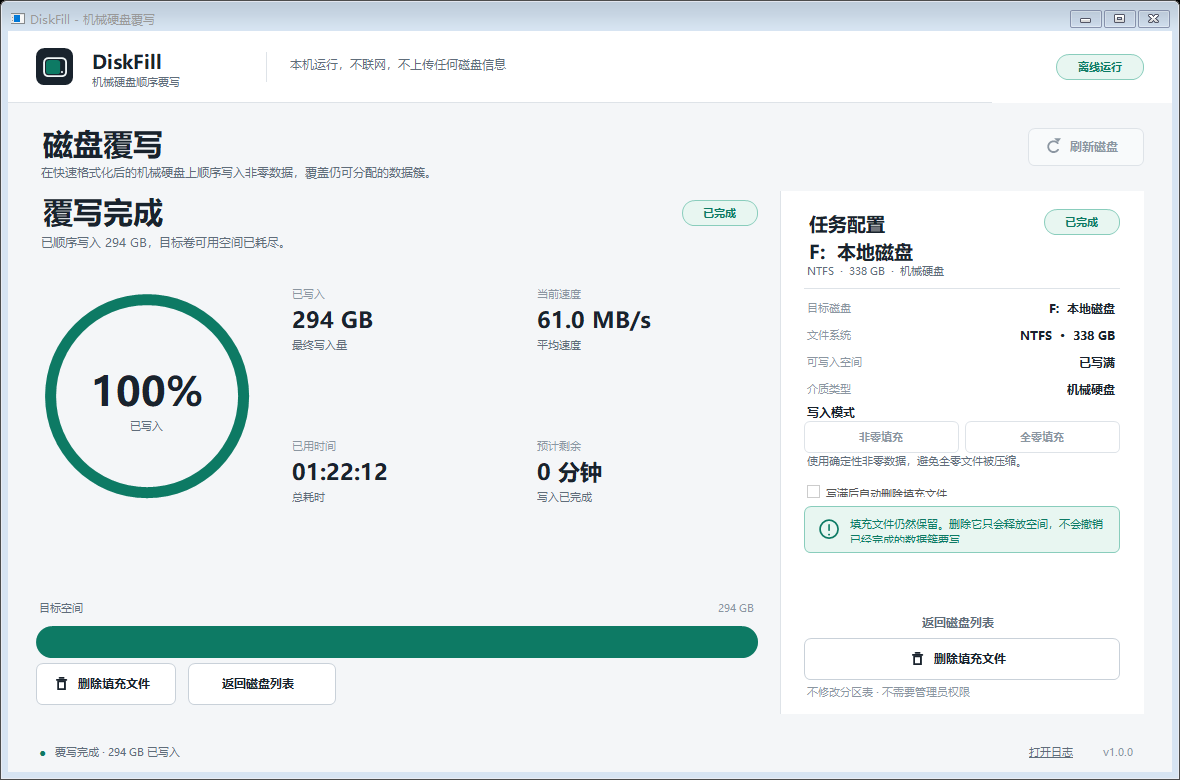 DiskFill - 机械硬盘覆写
DiskFill
机械硬盘顺序覆写
本机运行，不联网，不上传任何磁盘信息
离线运行
磁盘覆写
在快速格式化后的机械硬盘上顺序写入非零数据，覆盖仍可分配的数据簇。
刷新磁盘
覆写完成
已顺序写入 294 GB，目标卷可用空间已耗尽。
已完成
100%
已写入
已写入
294 GB
最终写入量
当前速度
61.0 MB/s
平均速度
已用时间
01:22:12
总耗时
预计剩余
0 分钟
写入已完成
目标空间
294 GB
删除填充文件
返回磁盘列表
任务配置
已完成
F: 本地磁盘
NTFS · 338 GB · 机械硬盘
目标磁盘
F: 本地磁盘
文件系统
NTFS · 338 GB
可写入空间
已写满
介质类型
机械硬盘
写入模式
非零填充
全零填充
使用确定性非零数据，避免全零文件被压缩。
写满后自动删除填充文件
填充文件仍然保留。删除它只会释放空间，不会撤销
已经完成的数据簇覆写
返回磁盘列表
删除填充文件
不修改分区表 · 不需要管理员权限
覆写完成 · 294 GB 已写入
打开日志
v1.0.0